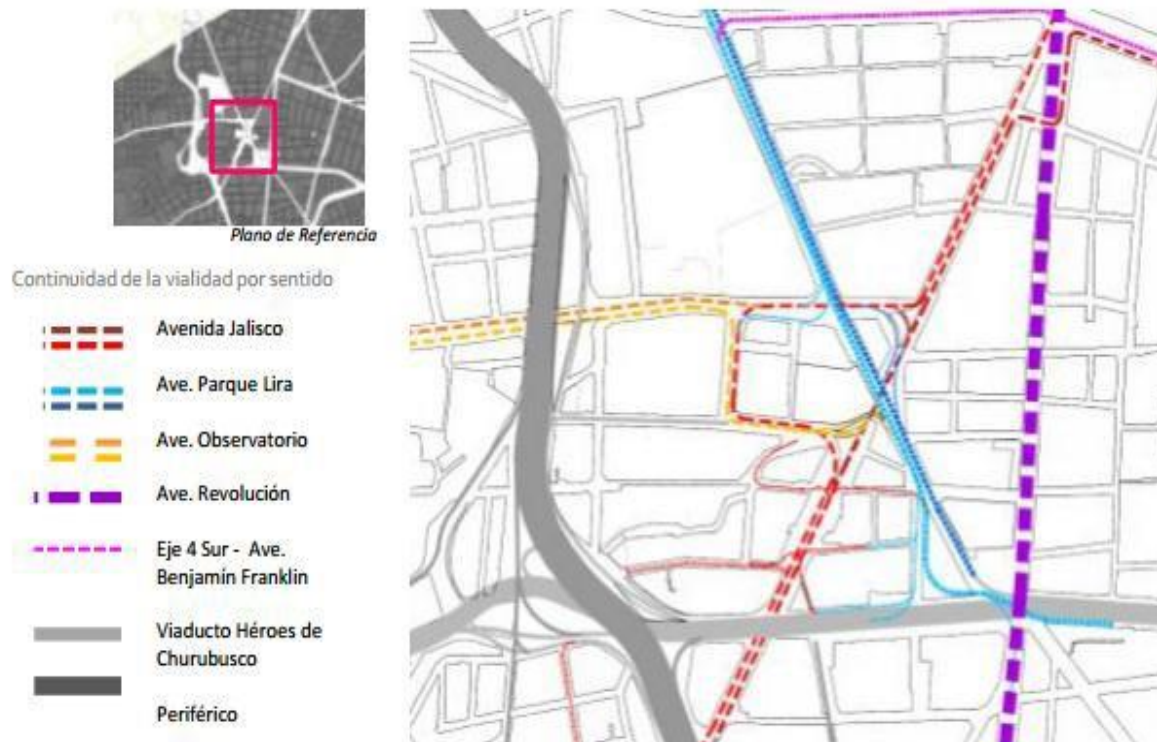 Plano de Referencia
Continuidad de la vialidad por sentido
Avenida Jalisco
Ave. Parque Lira
Ave. Observatorio
Ave. Revolución
Eje 4 Sur - Ave.
Benjamín Franklin
Viaducto Héroes de
Churubusco
Periférico